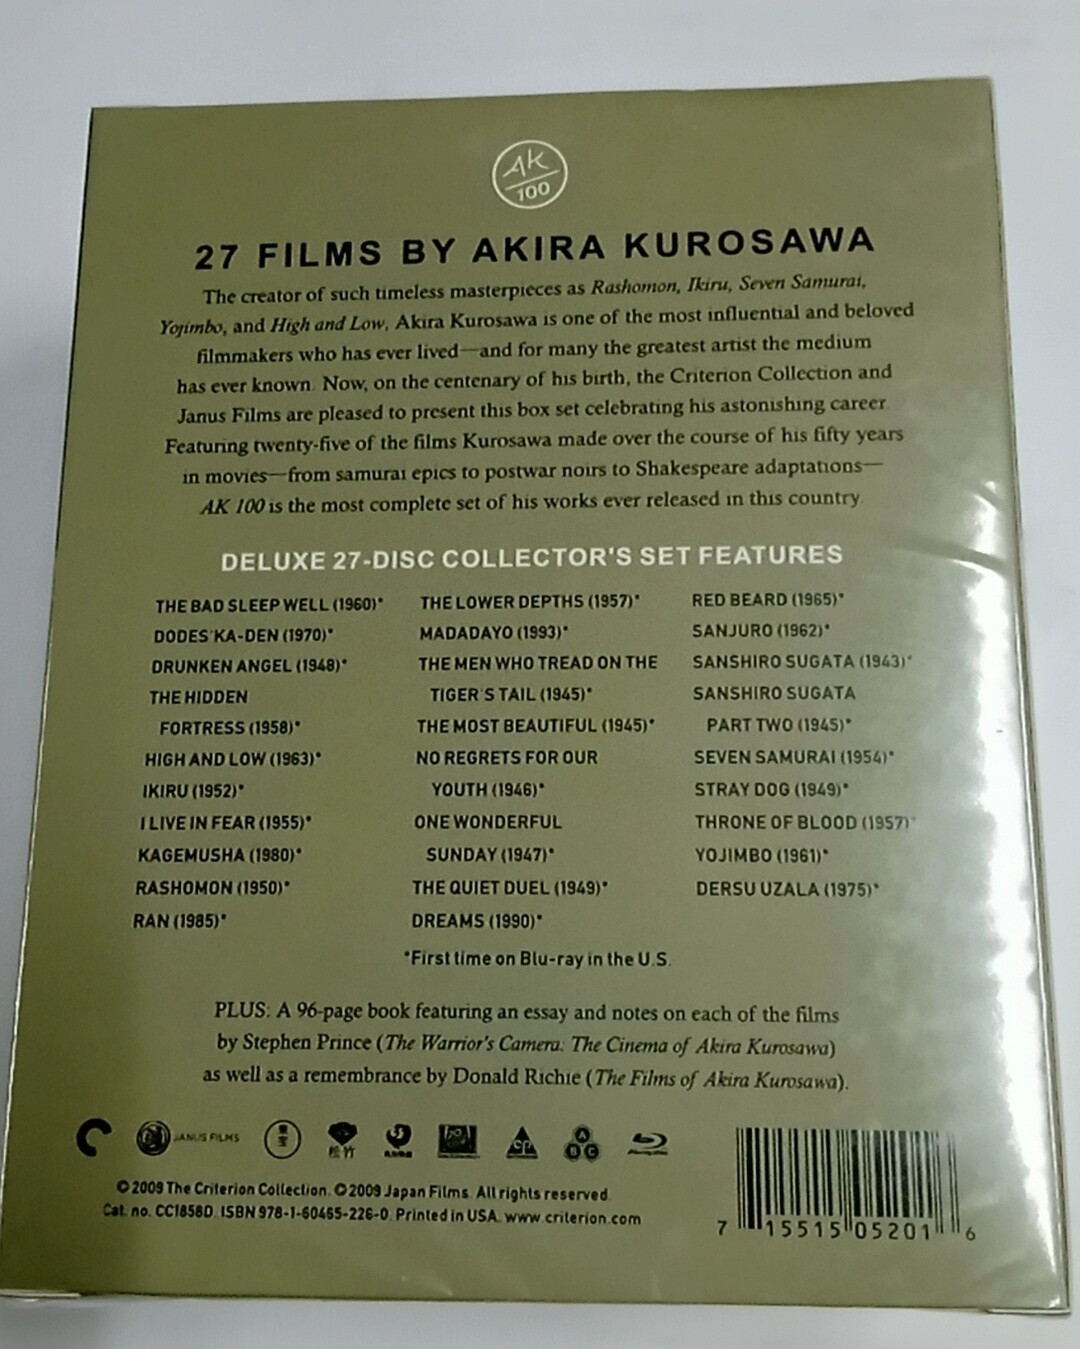 AK
100
27 FILMS BY AKIRA KUROSAWA
The creator of such timeless masterpieces as Rashomon, Ikiru, Seven Samurai,
Yojimbo, and High and Low, Akira Kurosawa is one of the most influential and beloved
filmmakers who has ever lived—and for many the greatest artist the medium
has ever known. Now, on the centenary of his birth, the Criterion Collection and
Janus Films are pleased to present this box set celebrating his astonishing career.
Featuring twenty-five of the films Kurosawa made over the course of his fifty years
in movies—from samurai epics to postwar noirs to Shakespeare adaptations—
AK 100 is the most complete set of his works ever released in this country.
DELUXE 27-DISC COLLECTOR'S SET FEATURES
THE BAD SLEEP WELL (1960)*
DODES'KA-DEN (1970)*
DRUNKEN ANGEL (1948)*
THE HIDDEN
FORTRESS (1958)*
HIGH AND LOW (1963)*
IKIRU (1952)*
I LIVE IN FEAR (1955)*
KAGEMUSHA (1980)*
RASHOMON (1950)*
RAN (1985)*
THE LOWER DEPTHS (1957)*
MADADAYO (1993)*
THE MEN WHO TREAD ON THE
TIGER'S TAIL (1945)*
THE MOST BEAUTIFUL (1945)*
NO REGRETS FOR OUR
YOUTH (1946)*
ONE WONDERFUL
SUNDAY (1947)*
THE QUIET DUEL (1949)*
DREAMS (1990)*
RED BEARD (1965)*
SANJURO (1962)*
SANSHIRO SUGATA (1943)*
SANSHIRO SUGATA
PART TWO (1945)*
SEVEN SAMURAI (1954)*
STRAY DOG (1949)*
THRONE OF BLOOD (1957)*
YOJIMBO (1961)*
DERSU UZALA (1975)*
*First time on Blu-ray in the U.S.
PLUS: A 96-page book featuring an essay and notes on each of the films
by Stephen Prince (The Warrior's Camera: The Cinema of Akira Kurosawa)
as well as a remembrance by Donald Richie (The Films of Akira Kurosawa).
JANUS FILMS
松竹
A B C
©2009 The Criterion Collection. ©2009 Japan Films. All rights reserved.
Cat. no. CC1858D. ISBN 978-1-60465-226-0. Printed in USA. www.criterion.com
7 15515 05201 6